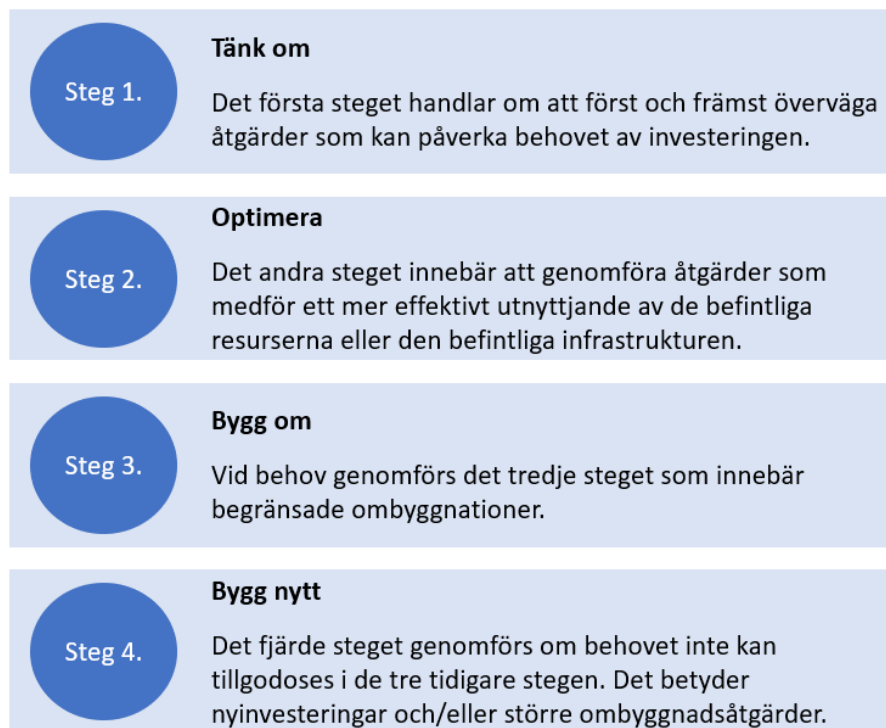 Steg 1.
Tänk om
Det första steget handlar om att först och främst överväga
åtgärder som kan påverka behovet av investeringen.
Steg 2.
Optimera
Det andra steget innebär att genomföra åtgärder som
medför ett mer effektivt utnyttjande av de befintliga
resurserna eller den befintliga infrastrukturen.
Steg 3.
Bygg om
Vid behov genomförs det tredje steget som innebär
begränsade ombyggnationer.
Steg 4.
Bygg nytt
Det fjärde steget genomförs om behovet inte kan
tillgodoses i de tre tidigare stegen. Det betyder
nyinvesteringar och/eller större ombyggnadsåtgärder.